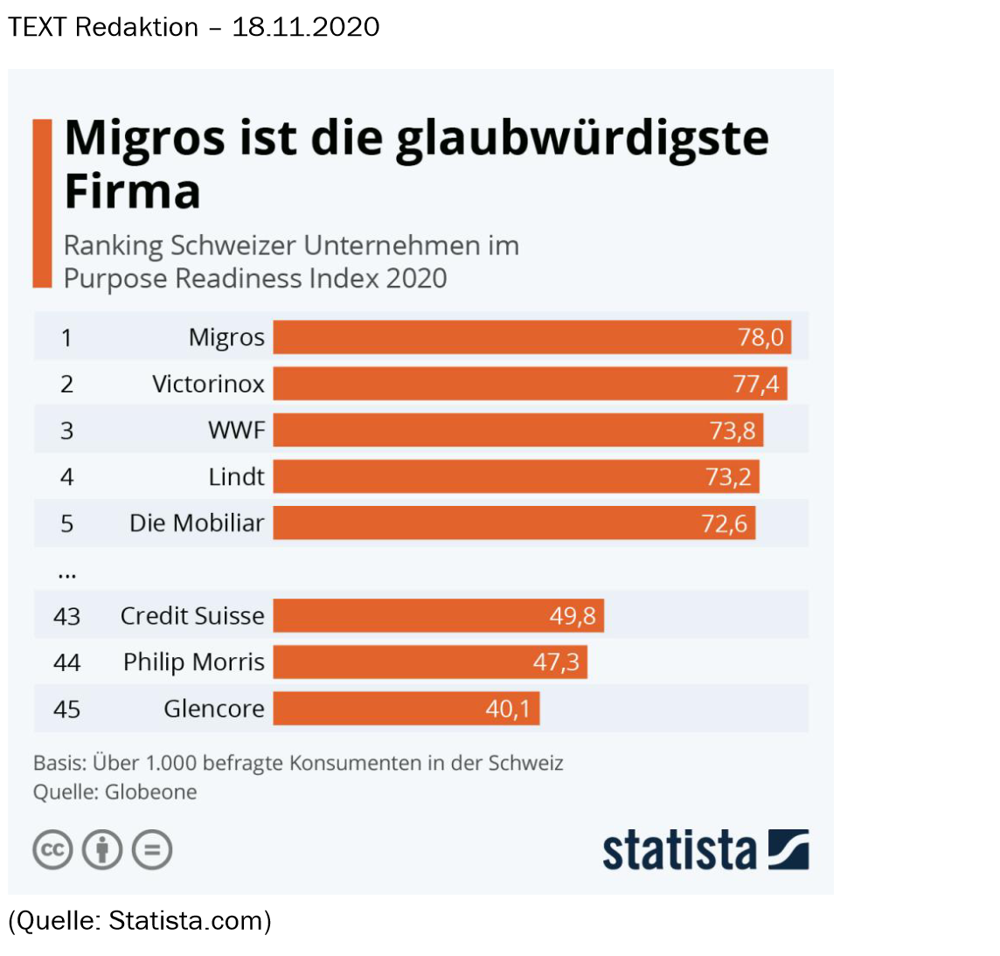 TEXT Redaktion – 18.11.2020
Migros ist die glaubwürdigste
Firma
Ranking Schweizer Unternehmen im
Purpose Readiness Index 2020
1 Migros 78,0
2 Victorinox 77,4
3 WWF 73,8
4 Lindt 73,2
5 Die Mobiliar 72,6
...
43 Credit Suisse 49,8
44 Philip Morris 47,3
45 Glencore 40,1
Basis: Über 1.000 befragte Konsumenten in der Schweiz
Quelle: Globeone
cc statista
(Quelle: Statista.com)